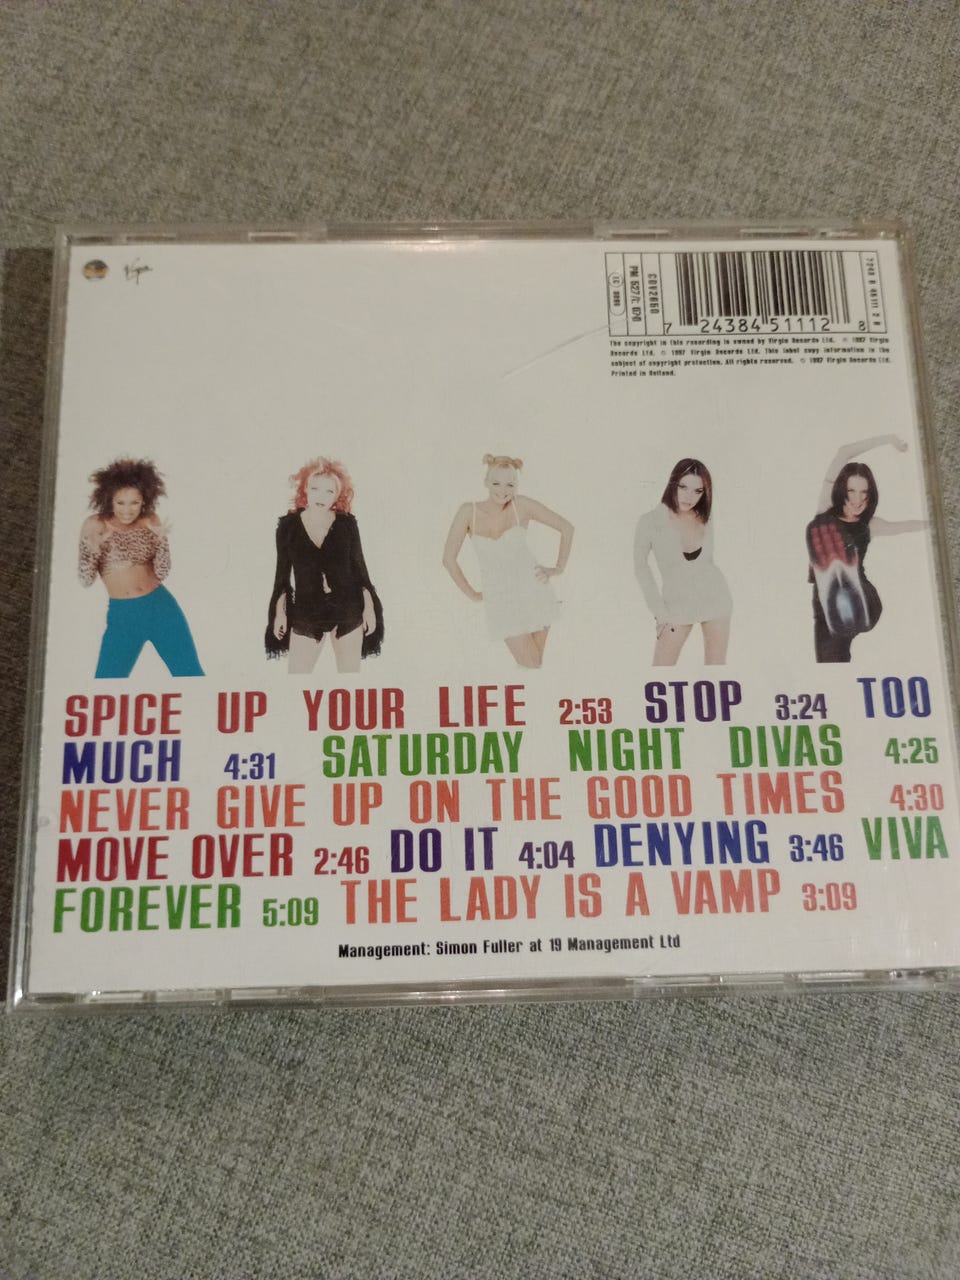 Virgin
CDV2850
PM 527
7 24384 51112 8
The copyright in this recording is owned by Virgin Records Ltd. ℗ 1997 Virgin
Records Ltd. © 1997 Virgin Records Ltd. This label copy information is the
subject of copyright protection. All rights reserved. © 1997 Virgin Records Ltd.
Printed in Holland.
SPICE UP YOUR LIFE 2:53 STOP 3:24 TOO
MUCH 4:31 SATURDAY NIGHT DIVAS 4:25
NEVER GIVE UP ON THE GOOD TIMES 4:30
MOVE OVER 2:46 DO IT 4:04 DENYING 3:46 VIVA
FOREVER 5:09 THE LADY IS A VAMP 3:09
Management: Simon Fuller at 19 Management Ltd